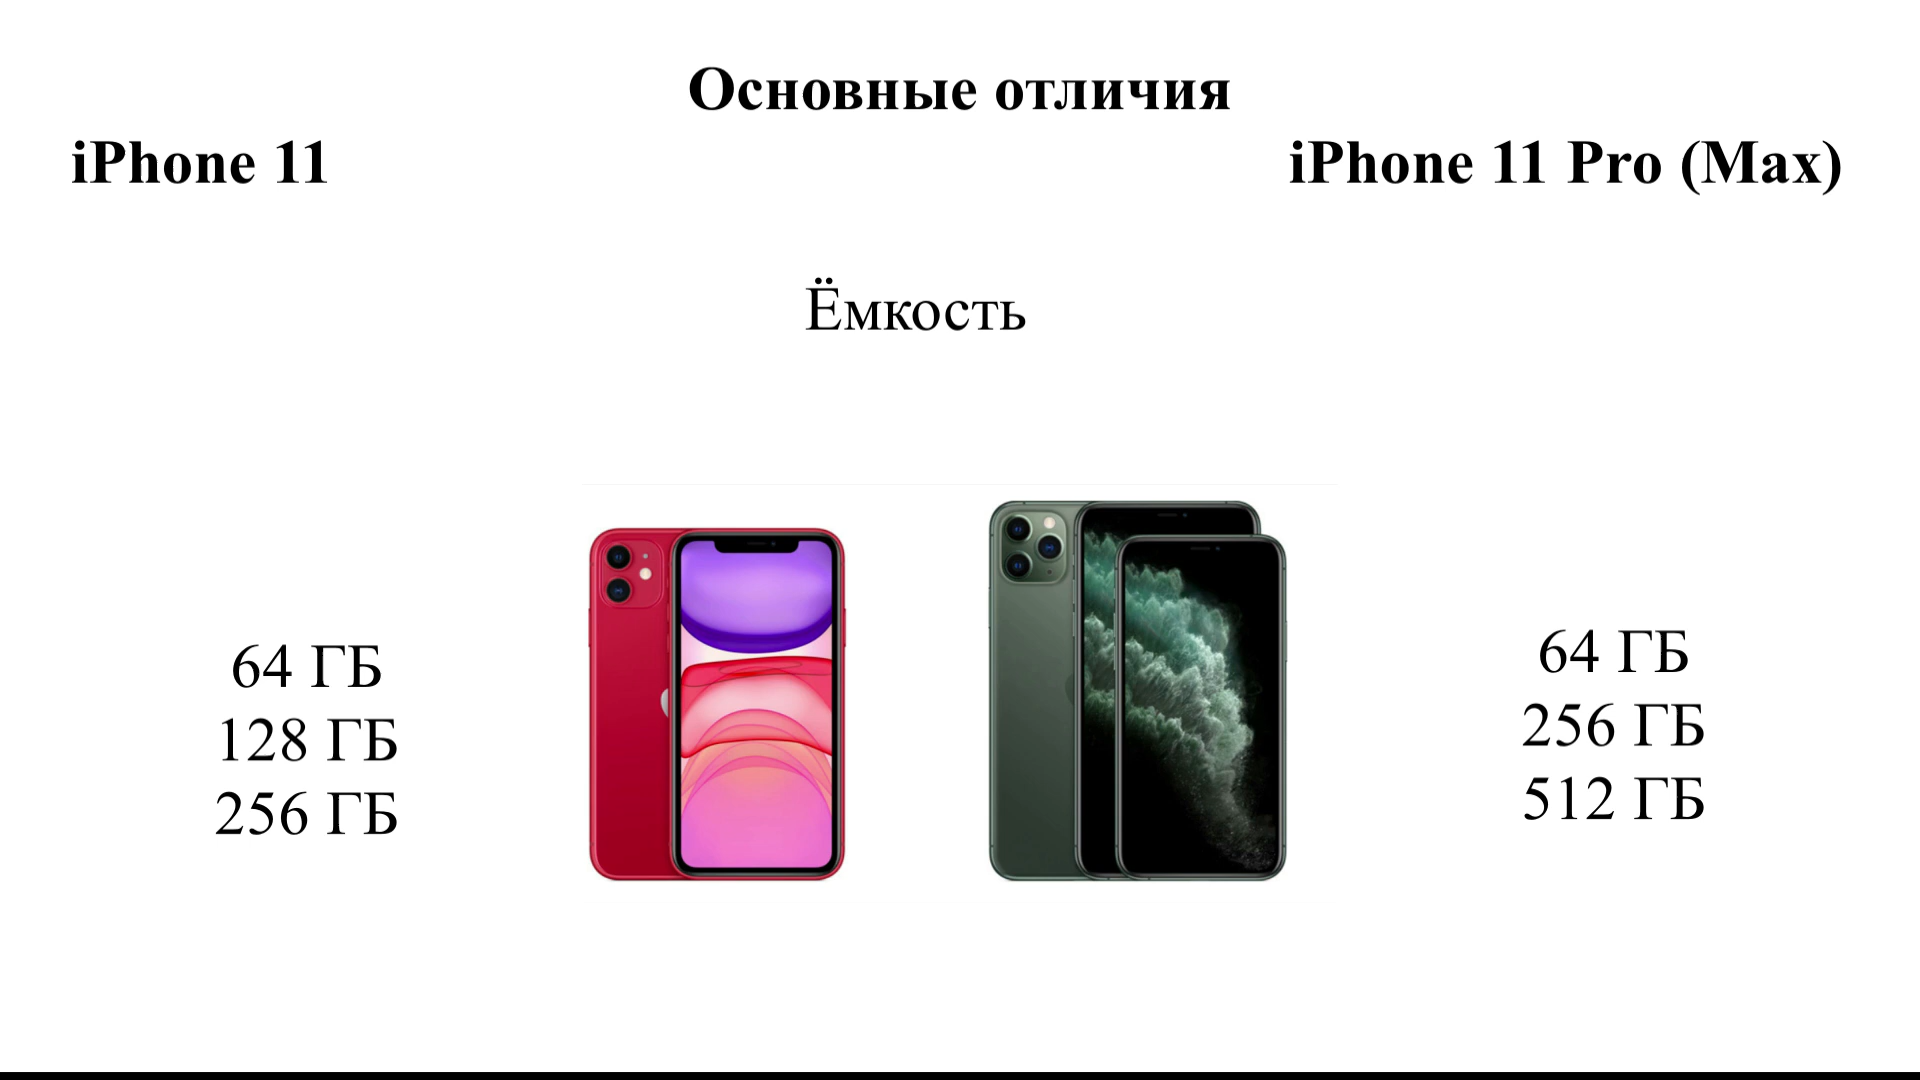 Основные отличия
iPhone 11
iPhone 11 Pro (Max)
Ёмкость
64 ГБ
128 ГБ
256 ГБ
64 ГБ
256 ГБ
512 ГБ